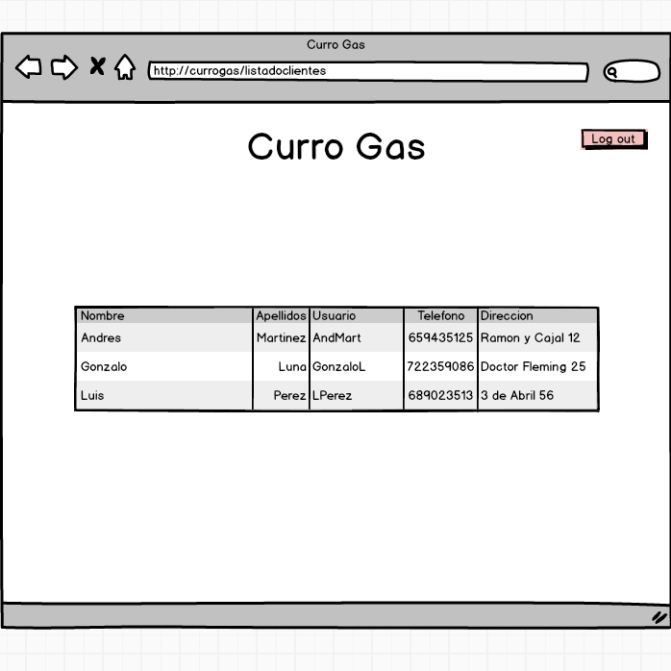 Curro Gas
http://currogas/listadoclientes
Curro Gas
Log out
Nombre Apellidos Usuario Telefono Direccion
Andres Martinez AndMart 659435125 Ramon y Cajal 12
Gonzalo Luna GonzaloL 722359086 Doctor Fleming 25
Luis Perez LPerez 689023513 3 de Abril 56